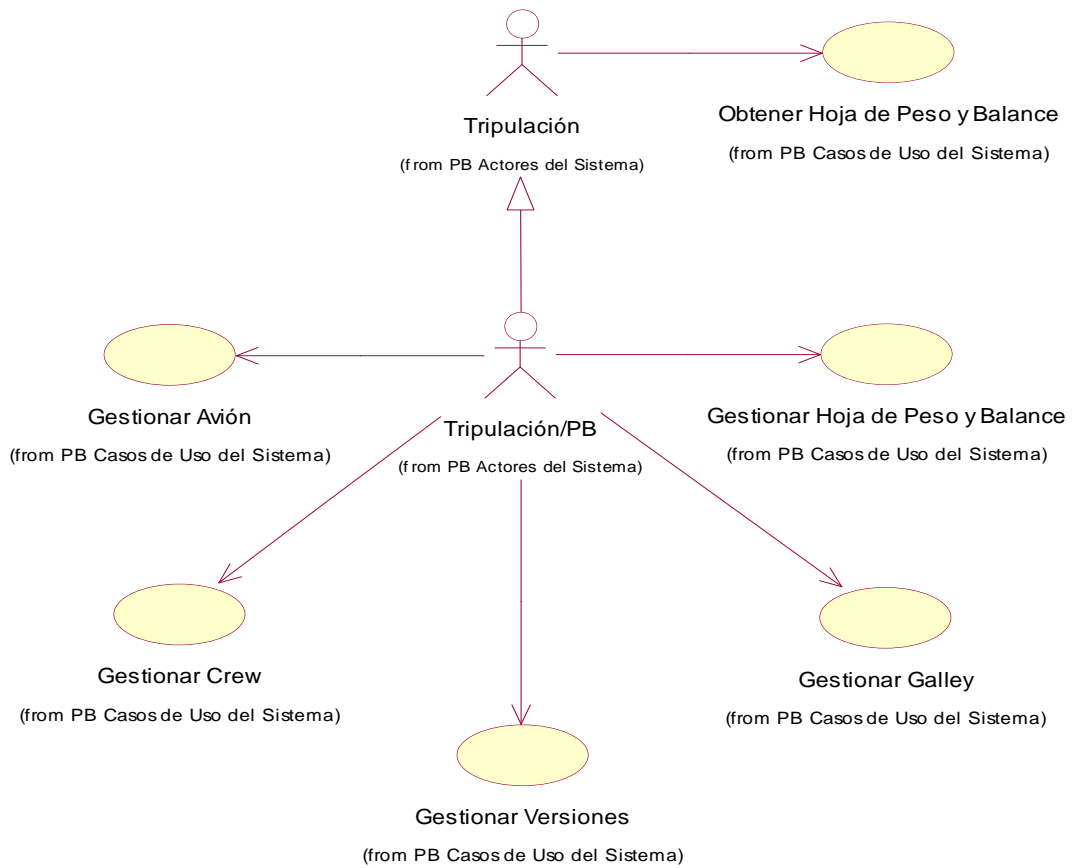 Tripulación
(from PB Actores del Sistema)
Obtener Hoja de Peso y Balance
(from PB Casos de Uso del Sistema)
Gestionar Avión
(from PB Casos de Uso del Sistema)
Tripulación/PB
(from PB Actores del Sistema)
Gestionar Hoja de Peso y Balance
(from PB Casos de Uso del Sistema)
Gestionar Crew
(from PB Casos de Uso del Sistema)
Gestionar Galley
(from PB Casos de Uso del Sistema)
Gestionar Versiones
(from PB Casos de Uso del Sistema)